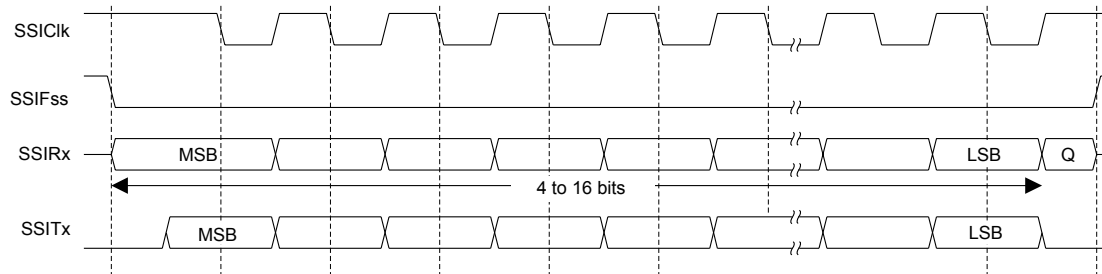 SSIClk
SSIFss
SSIRx MSB LSB Q
4 to 16 bits
SSITx MSB LSB